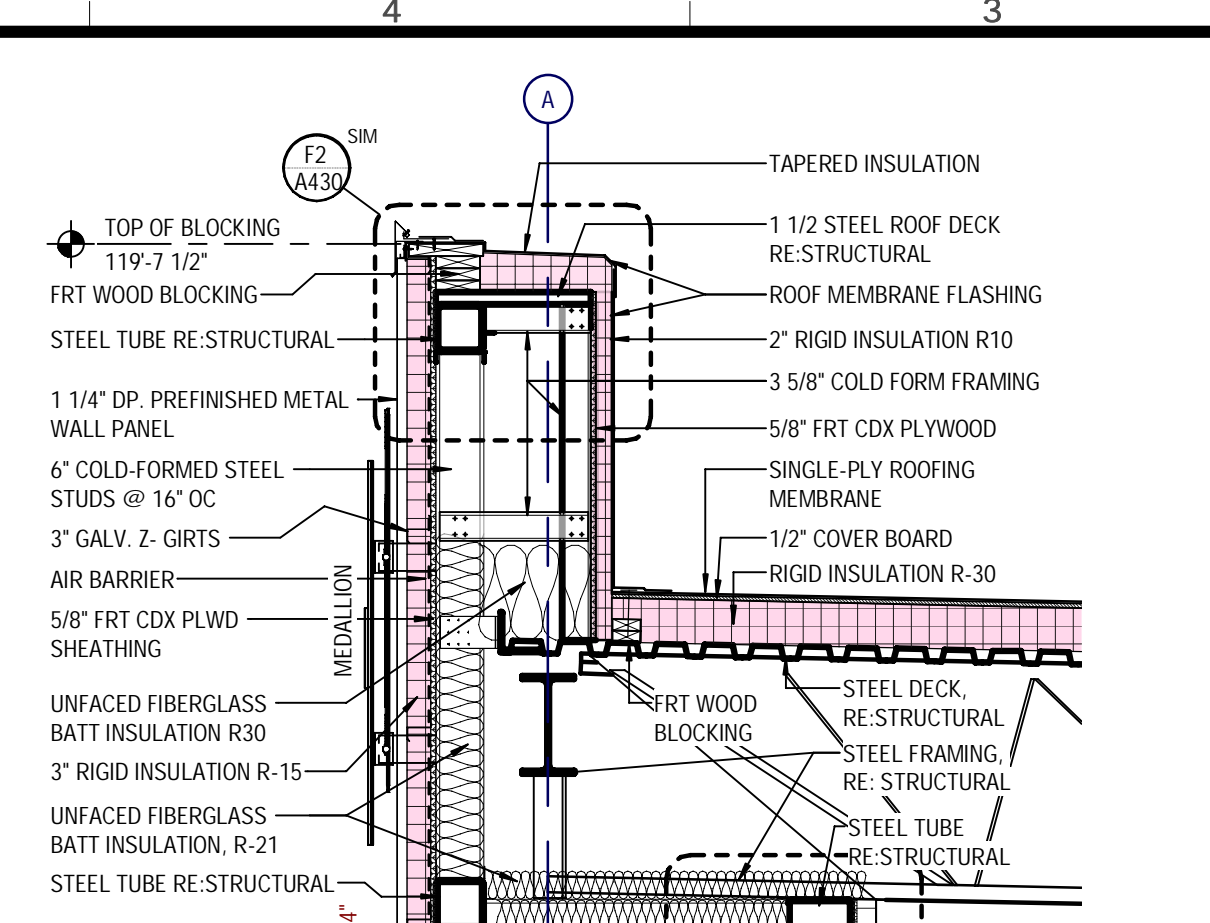 4
3
A
SIM
F2
A430
TOP OF BLOCKING
119'-7 1/2"
FRT WOOD BLOCKING
STEEL TUBE RE:STRUCTURAL
1 1/4" DP. PREFINISHED METAL
WALL PANEL
6" COLD-FORMED STEEL
STUDS @ 16" OC
3" GALV. Z- GIRTS
AIR BARRIER
5/8" FRT CDX PLWD
SHEATHING
MEDALLION
UNFACED FIBERGLASS
BATT INSULATION R30
3" RIGID INSULATION R-15
UNFACED FIBERGLASS
BATT INSULATION, R-21
STEEL TUBE RE:STRUCTURAL
4"
TAPERED INSULATION
1 1/2 STEEL ROOF DECK
RE:STRUCTURAL
ROOF MEMBRANE FLASHING
2" RIGID INSULATION R10
3 5/8" COLD FORM FRAMING
5/8" FRT CDX PLYWOOD
SINGLE-PLY ROOFING
MEMBRANE
1/2" COVER BOARD
RIGID INSULATION R-30
STEEL DECK,
RE:STRUCTURAL
FRT WOOD
BLOCKING
STEEL FRAMING,
RE: STRUCTURAL
STEEL TUBE
RE:STRUCTURAL